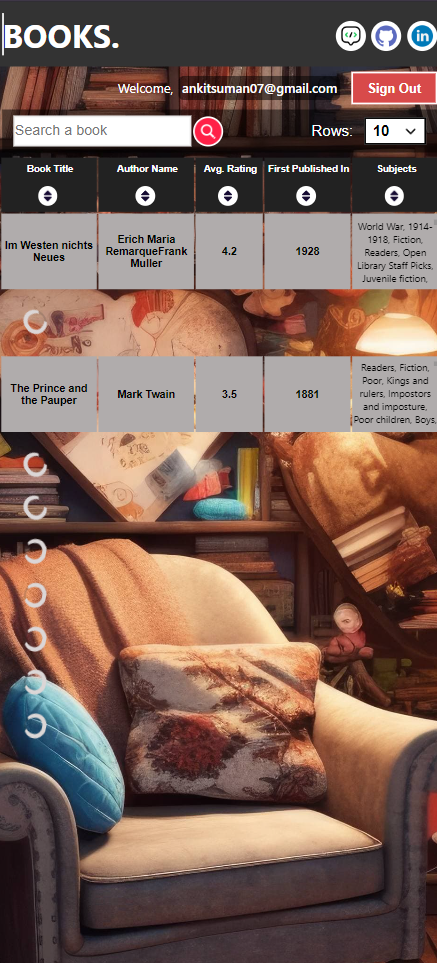 BOOKS.
Welcome, ankitsuman07@gmail.com Sign Out
Search a book Rows: 10
Book Title Author Name Avg. Rating First Published In Subjects
Im Westen nichts
Neues
Erich Maria
RemarqueFrank
Muller
4.2
1928
World War, 1914-
1918, Fiction,
Readers, Open
Library Staff Picks,
Juvenile fiction,
The Prince and
the Pauper
Mark Twain
3.5
1881
Readers, Fiction,
Poor, Kings and
rulers, Impostors
and imposture,
Poor children, Boys,